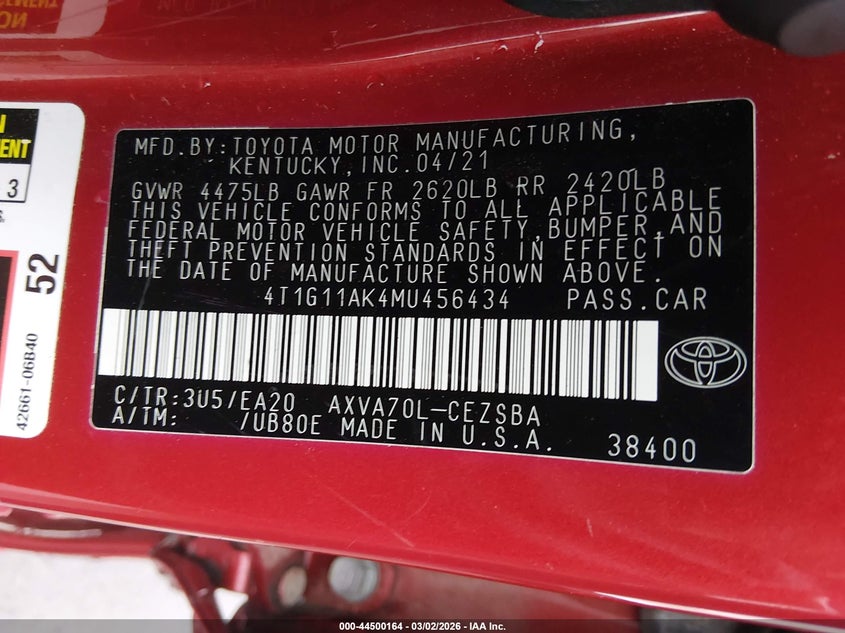 MFD.BY:TOYOTA MOTOR MANUFACTURING,
KENTUCKY,INC.04/21
GVWR 4475LB GAWR FR 2620LB RR 2420LB
THIS VEHICLE CONFORMS TO ALL APPLICABLE
FEDERAL MOTOR VEHICLE SAFETY,BUMPER,AND
THEFT PREVENTION STANDARDS IN EFFECT ON
THE DATE OF MANUFACTURE SHOWN ABOVE.
4T1G11AK4MU456434 PASS.CAR
C/TR:3U5/EA20 AXVA70L-CEZSBA
A/TM: /UB80E MADE IN U.S.A.
38400
3
52
42661-06B40
000-44500164 - 03/02/2026 - IAA Inc.